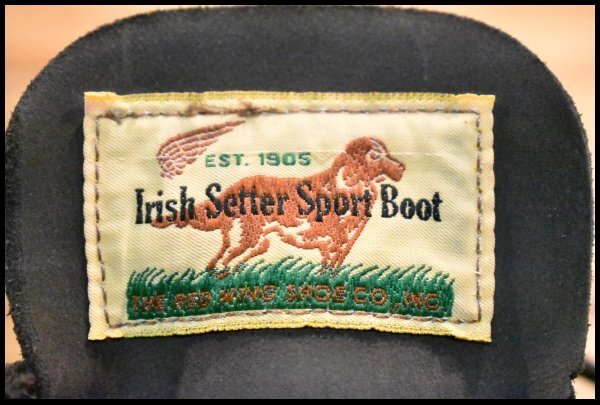 EST. 1905
Irish Setter Sport Boot
THE RED WING SHOE CO., INC.